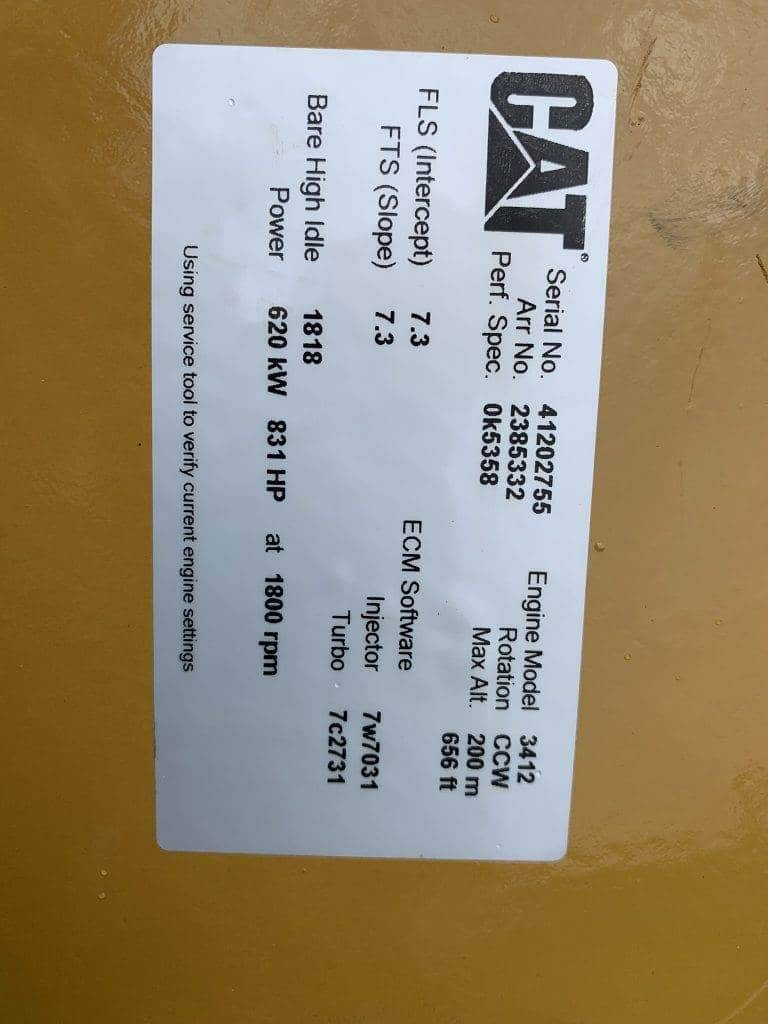 CAT®
Serial No. 41202755 Engine Model 3412
Arr No. 2385332 Rotation CCW
Perf. Spec. 0k5358 Max Alt. 200 m
656 ft
FLS (Intercept) 7.3 ECM Software
FTS (Slope) 7.3 Injector 7w7031
Turbo 7c2731
Bare High Idle 1818
Power 620 kW 831 HP at 1800 rpm
Using service tool to verify current engine settings